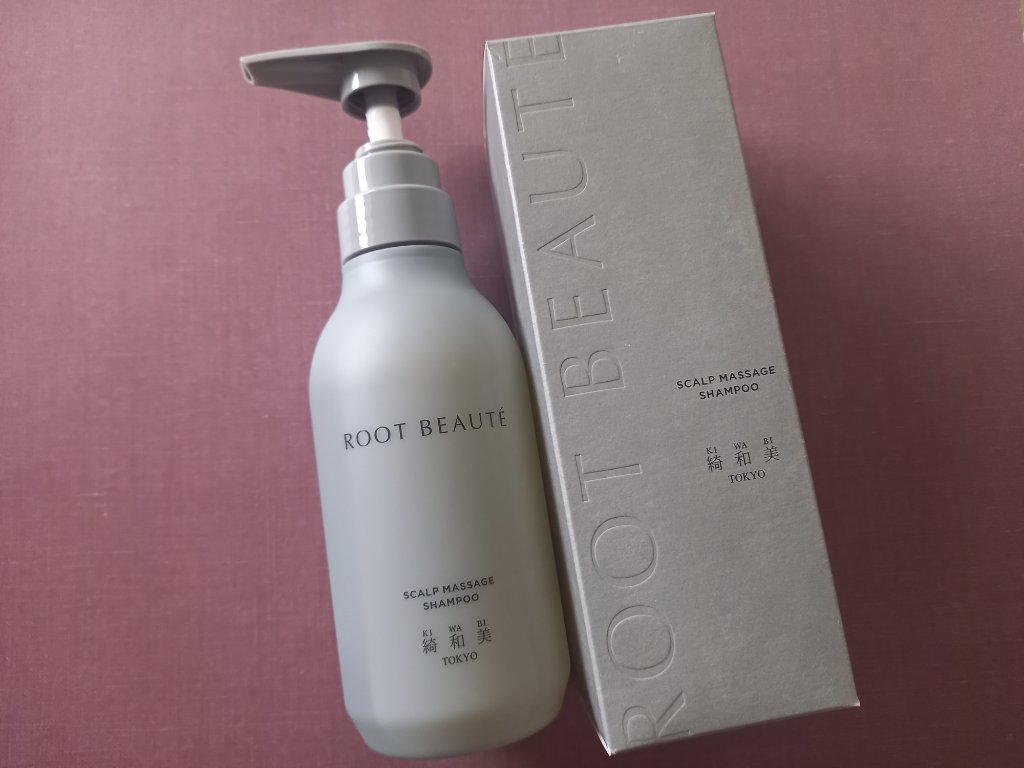 ROOT BEAUTÉ
SCALP MASSAGE
SHAMPOO
KI WA BI
綺和美
TOKYO
ROOT BEAUTE
SCALP MASSAGE
SHAMPOO
KI WA BI
綺和美
TOKYO